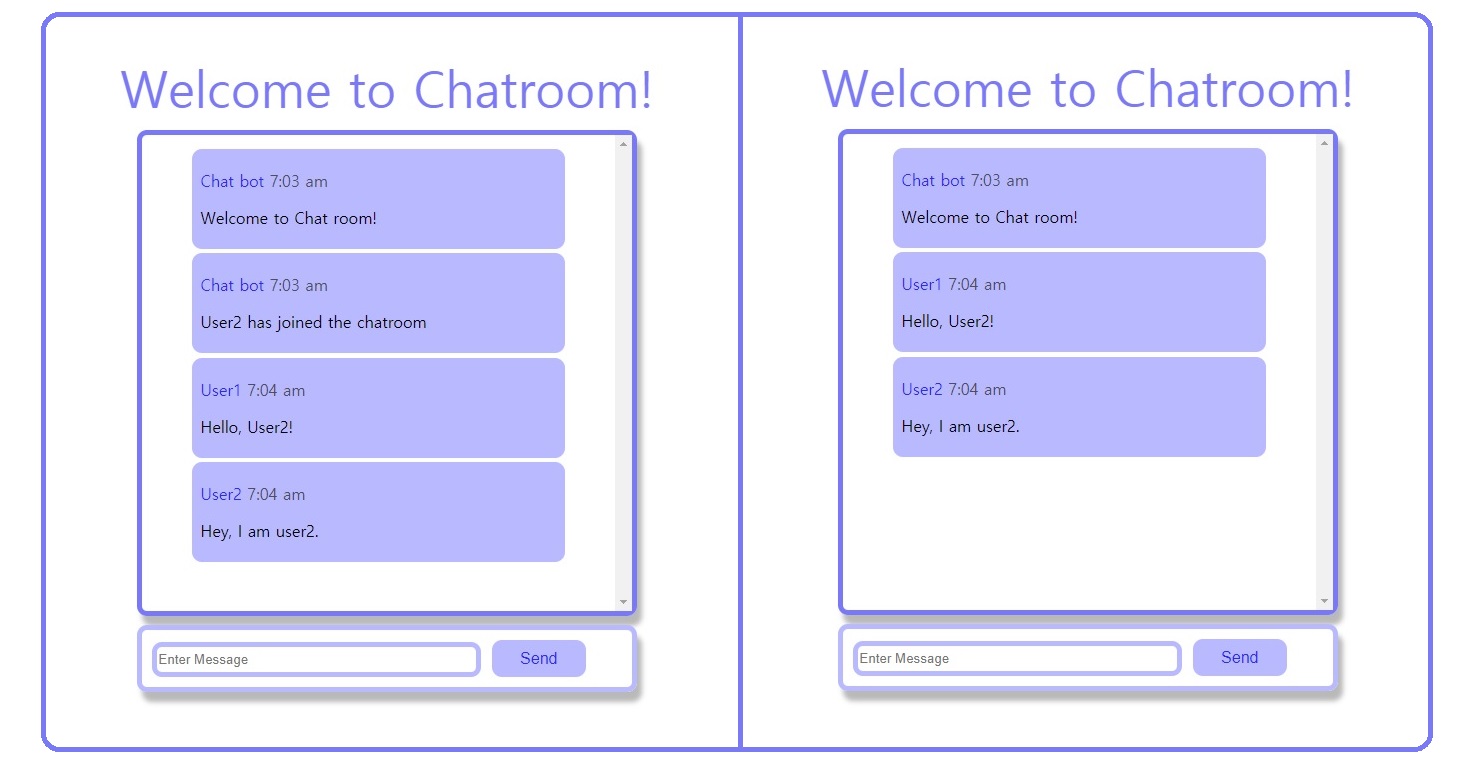 Welcome to Chatroom!
Chat bot 7:03 am
Welcome to Chat room!
Chat bot 7:03 am
User2 has joined the chatroom
User1 7:04 am
Hello, User2!
User2 7:04 am
Hey, I am user2.
Enter Message
Send
Welcome to Chatroom!
Chat bot 7:03 am
Welcome to Chat room!
User1 7:04 am
Hello, User2!
User2 7:04 am
Hey, I am user2.
Enter Message
Send